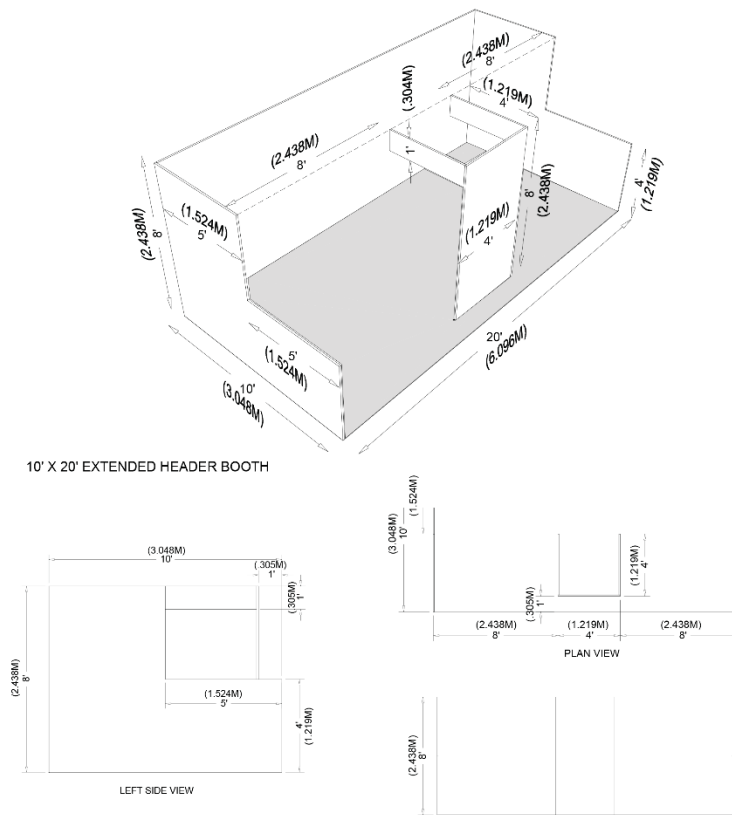 (2.438M)
8'
(1.219M)
4'
(.304M)
1'
(2.438M)
8'
(2.438M)
8'
4'
(1.219M)
(1.524M)
5'
(2.438M)
8'
(1.219M)
4'
5'
(1.524M)
20'
(6.096M)
10'
(3.048M)
10' X 20' EXTENDED HEADER BOOTH
(3.048M)
10'
(.305M)
1'
(.305M)
1'
(2.438M)
8'
(1.524M)
5'
4'
(1.219M)
LEFT SIDE VIEW
(1.524M)
(3.048M)
10'
(1.219M)
4'
(.305M)
1'
(2.438M)
8'
(1.219M)
4'
(2.438M)
8'
PLAN VIEW
(2.438M)
8'